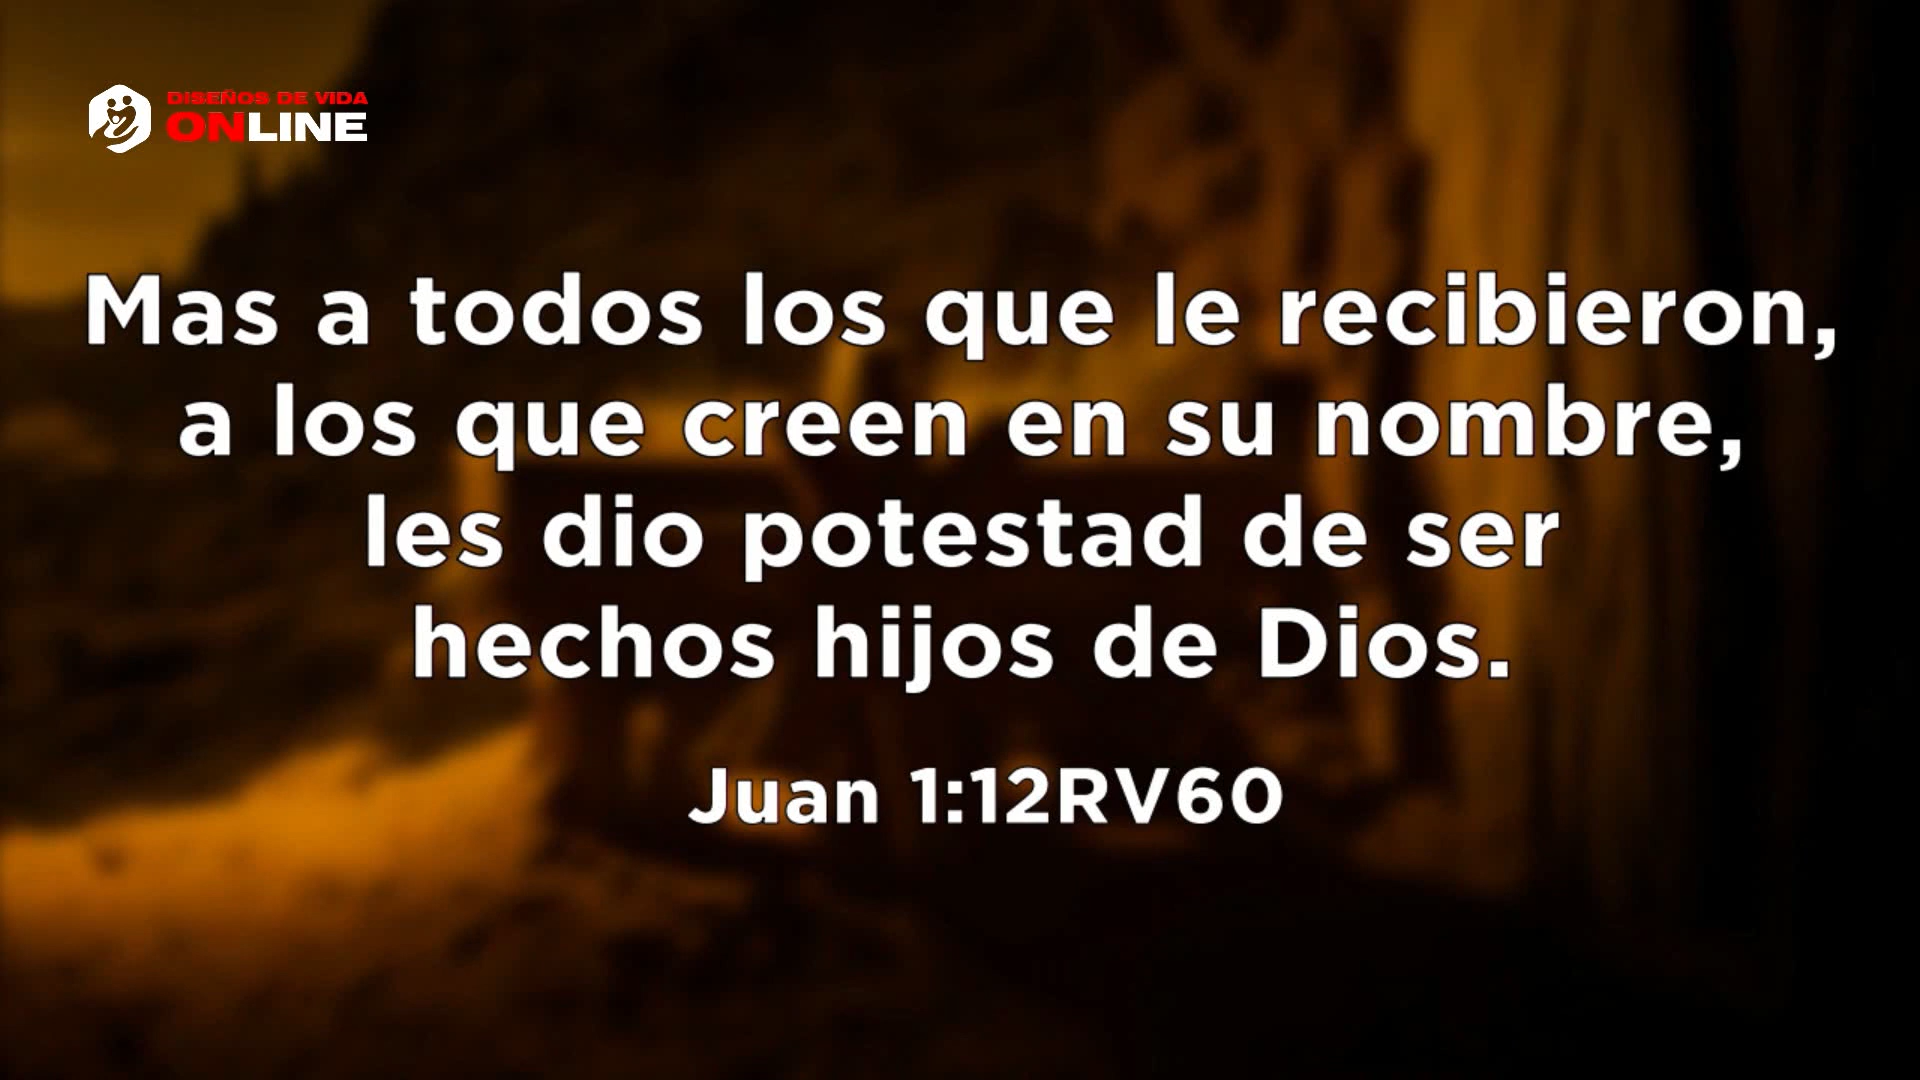 DISEÑOS DE VIDA
ONLINE
Mas a todos los que le recibieron,
a los que creen en su nombre,
les dio potestad de ser
hechos hijos de Dios.
Juan 1:12RV60